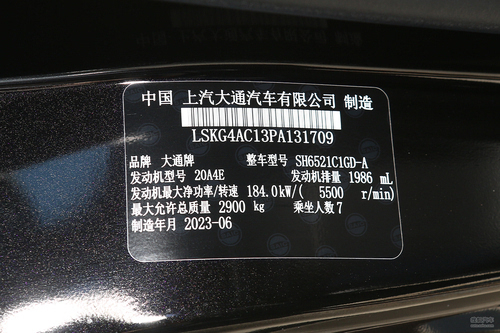 中国 上汽大通汽车有限公司 制造
LSKG4AC13PA131709
品牌 大通牌 整车型号 SH6521C1GD-A
发动机型号 20A4E 发动机排量 1986 mL
发动机最大净功率/转速 184.0kW/( 5500 r/min)
最大允许总质量 2900 kg 乘坐人数 7
制造年月 2023-06